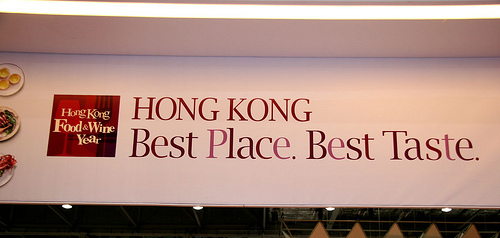 Hong Kong
Food & Wine
Year
HONG KONG
Best Place. Best Taste.